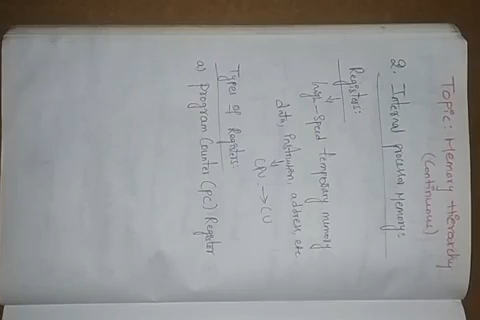 Topic: Memory Hierarchy
(Continuous)
2. Internal processor Memory:
Registers:
high-speed temporary memory
data, instruction, address, etc
CPU → CU
Types of Registers:
a) Program Counter (PC) Register